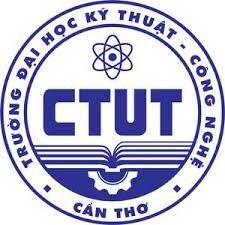 TRƯỜNG ĐẠI HỌC KỸ THUẬT - CÔNG NGHỆ
CTUT
CẦN THƠ